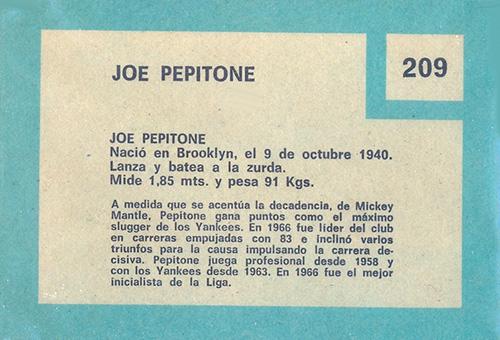 209
JOE PEPITONE
JOE PEPITONE
Nació en Brooklyn, el 9 de octubre 1940.
Lanza y batea a la zurda.
Mide 1,85 mts. y pesa 91 Kgs.
A medida que se acentúa la decadencia, de Mickey
Mantle, Pepitone gana puntos como el máximo
slugger de los Yankees. En 1966 fue líder del club
en carreras empujadas con 83 e inclinó varios
triunfos para la causa impulsando la carrera de-
cisiva. Pepitone juega profesional desde 1958 y
con los Yankees desde 1963. En 1966 fue el mejor
inicialista de la Liga.